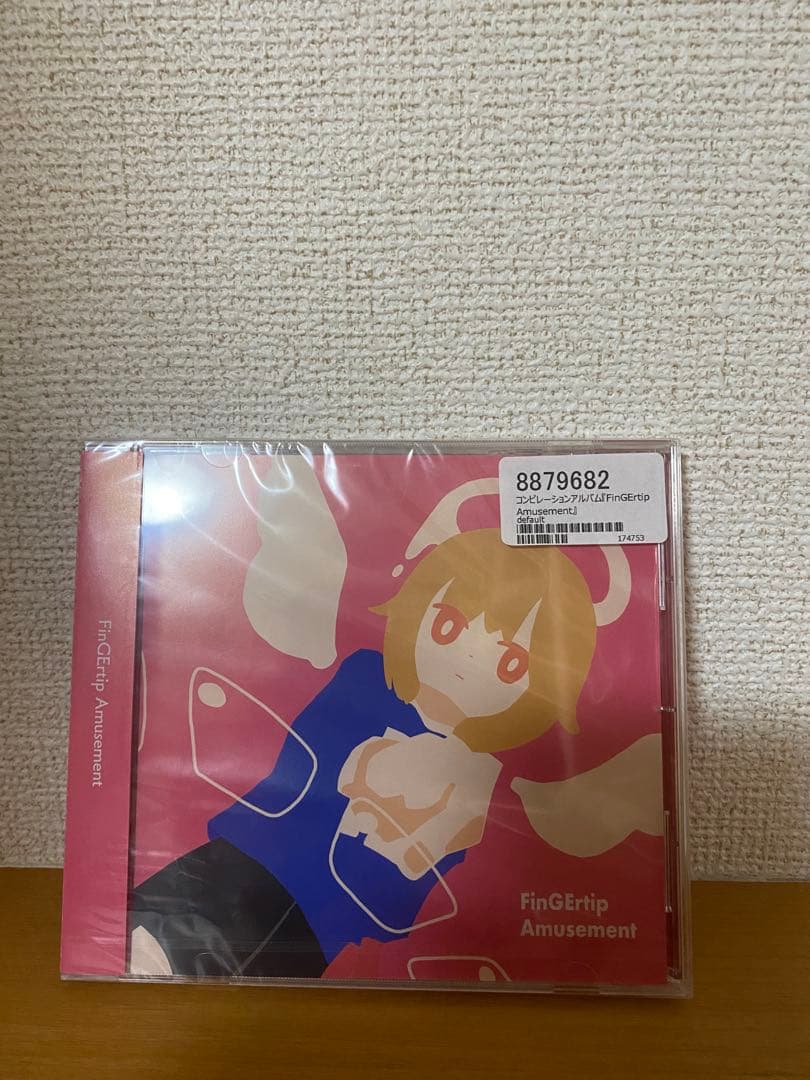 8879682
コンピレーションアルバム『FinGErtip
Amusement』
default
174753
FinGErtip Amusement
FinGErtip
Amusement